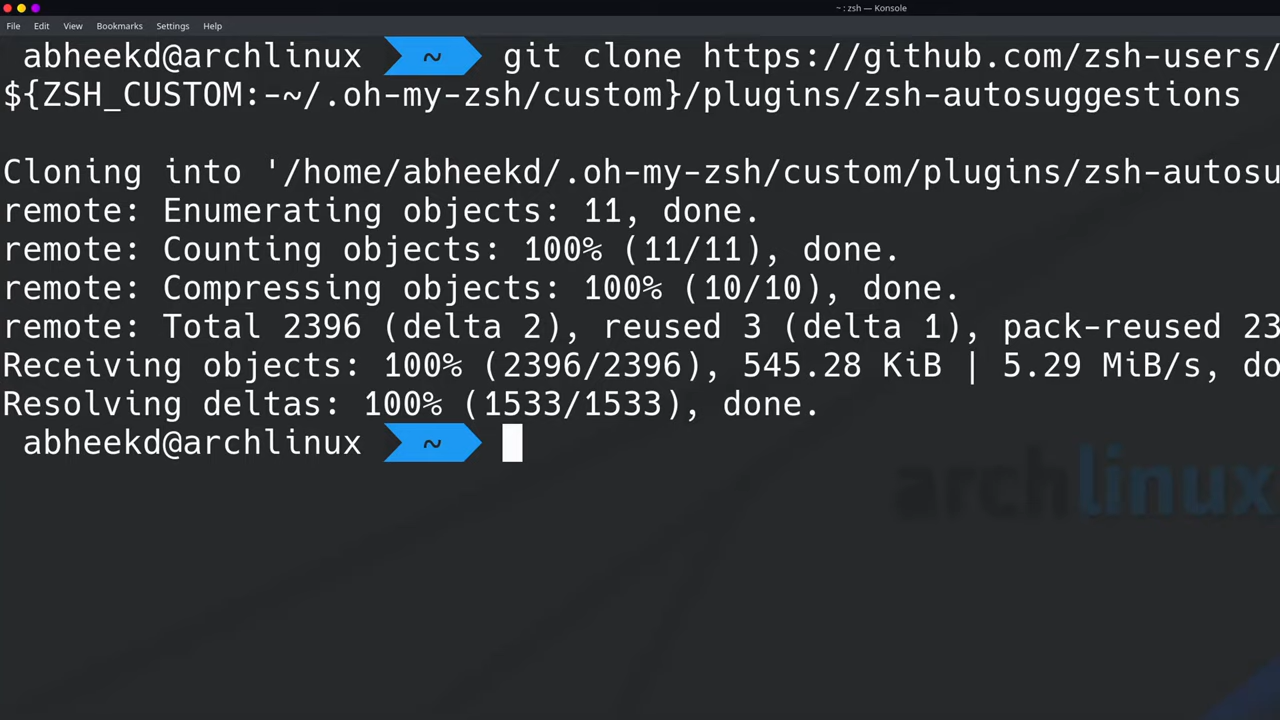 ~ : zsh — Konsole
File Edit View Bookmarks Settings Help
abheekd@archlinux ~ git clone https://github.com/zsh-users/
${ZSH_CUSTOM:-~/.oh-my-zsh/custom}/plugins/zsh-autosuggestions
Cloning into '/home/abheekd/.oh-my-zsh/custom/plugins/zsh-autosu
remote: Enumerating objects: 11, done.
remote: Counting objects: 100% (11/11), done.
remote: Compressing objects: 100% (10/10), done.
remote: Total 2396 (delta 2), reused 3 (delta 1), pack-reused 23
Receiving objects: 100% (2396/2396), 545.28 KiB | 5.29 MiB/s, do
Resolving deltas: 100% (1533/1533), done.
abheekd@archlinux ~
archlinux